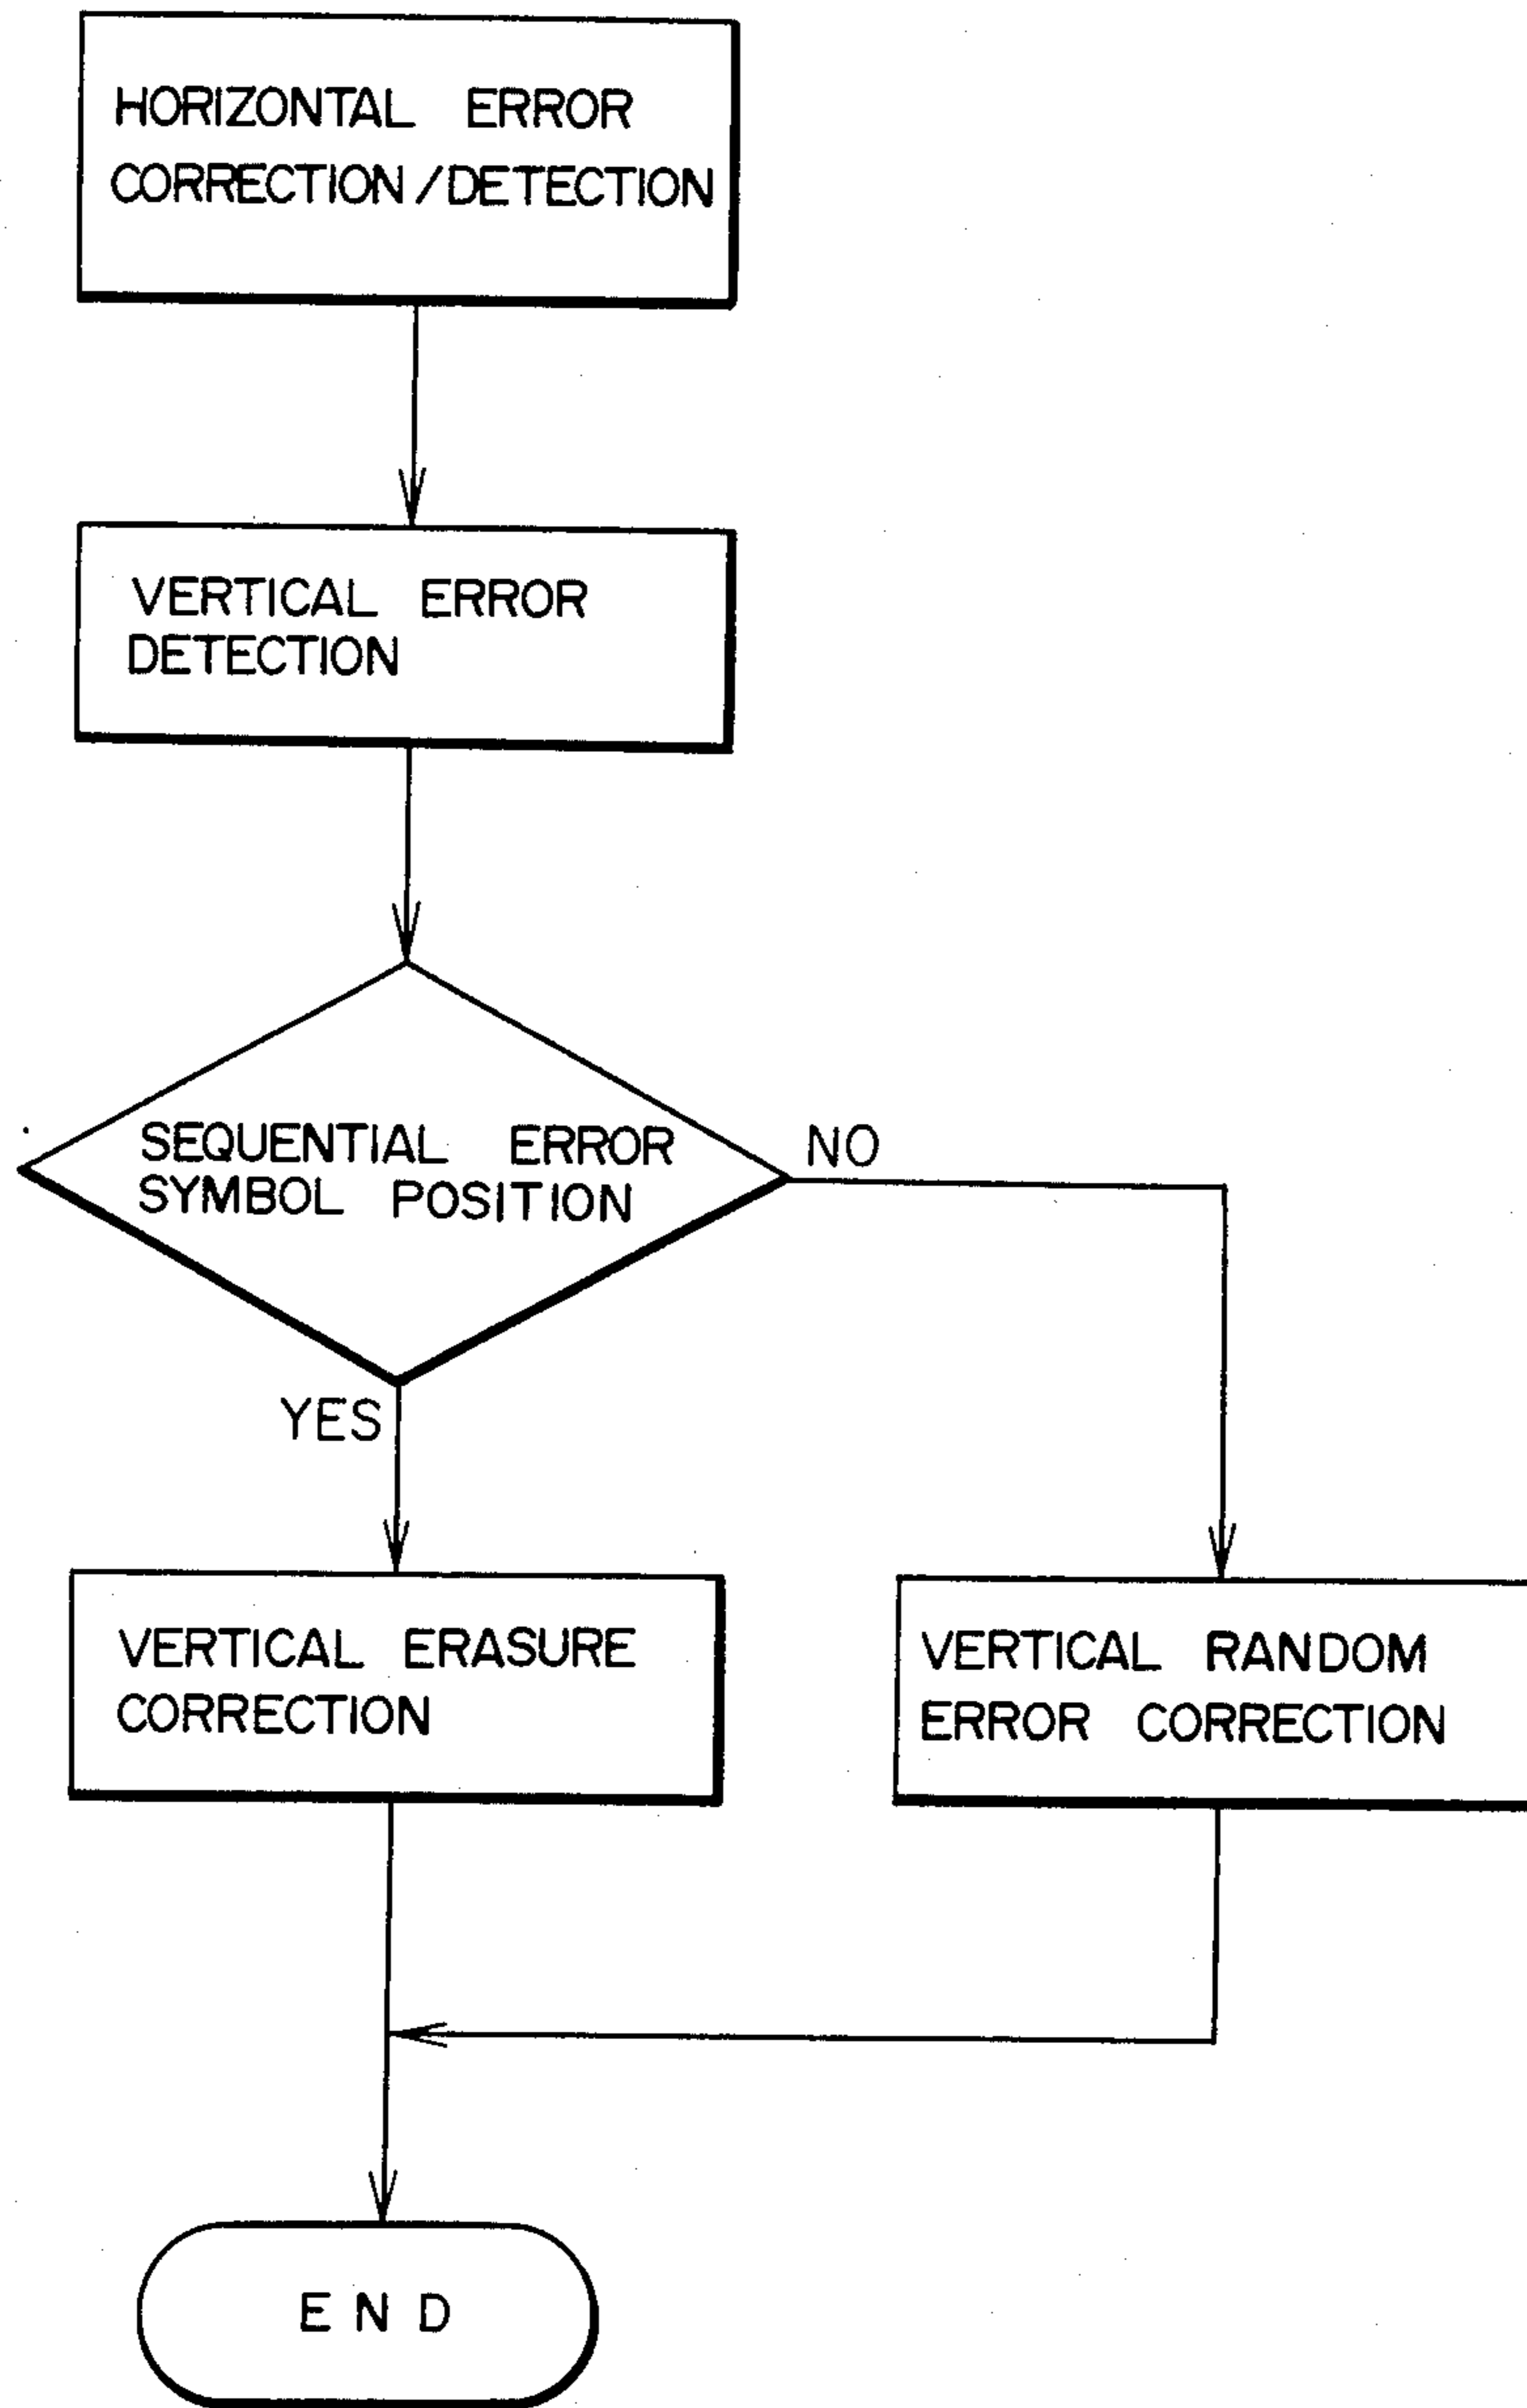 HORIZONTAL ERROR
CORRECTION/DETECTION
VERTICAL ERROR
DETECTION
SEQUENTIAL ERROR
SYMBOL POSITION
NO
YES
VERTICAL ERASURE
CORRECTION
VERTICAL RANDOM
ERROR CORRECTION
END